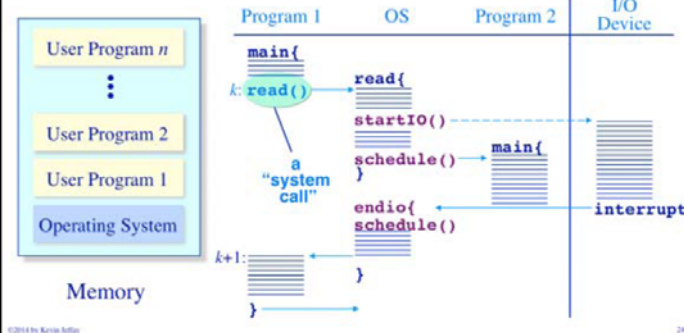 User Program n
User Program 2
User Program 1
Operating System
Memory
Program 1
OS
Program 2
I/O
Device
main{
k: read()
a
"system
call"
k+1:
}
read{
startIO()
schedule()
}
endio{
schedule()
}
main{
interrupt
©2014 by Kevin Jeffay